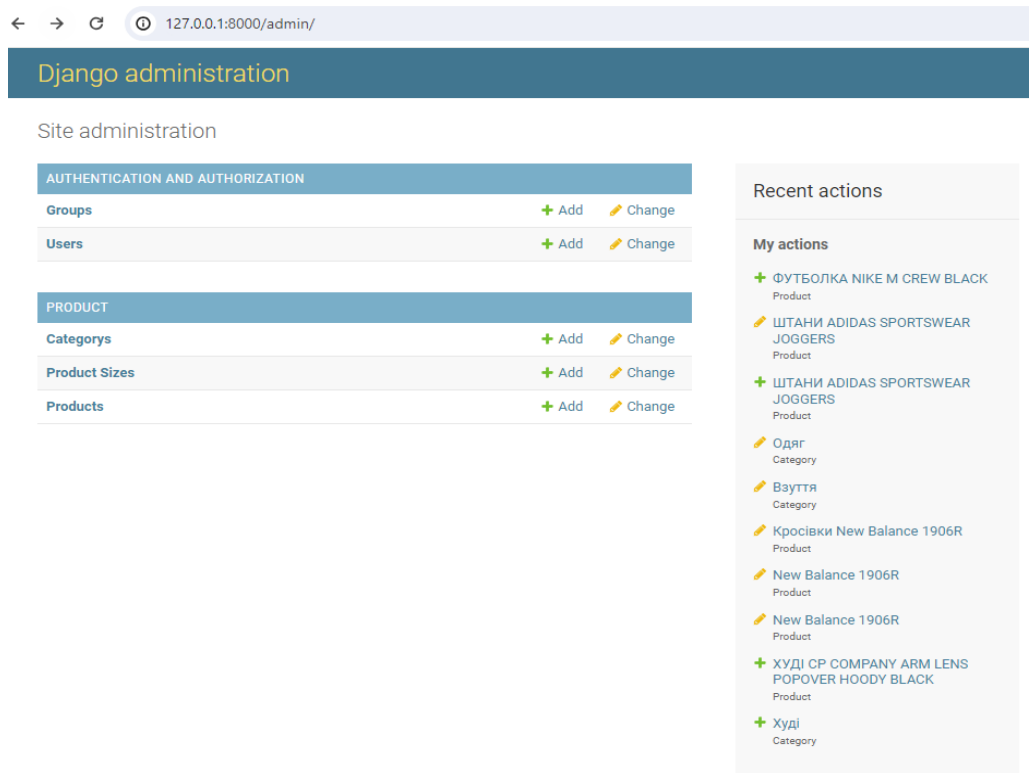 127.0.0.1:8000/admin/
Django administration
Site administration
AUTHENTICATION AND AUTHORIZATION
Groups Add Change
Users Add Change
PRODUCT
Categorys Add Change
Product Sizes Add Change
Products Add Change
Recent actions
My actions
ФУТБОЛКА NIKE M CREW BLACK
Product
ШТАНИ ADIDAS SPORTSWEAR
JOGGERS
Product
ШТАНИ ADIDAS SPORTSWEAR
JOGGERS
Product
Одяг
Category
Взуття
Category
Кросівки New Balance 1906R
Product
New Balance 1906R
Product
New Balance 1906R
Product
ХУДІ CP COMPANY ARM LENS
POPOVER HOODY BLACK
Product
Худі
Category